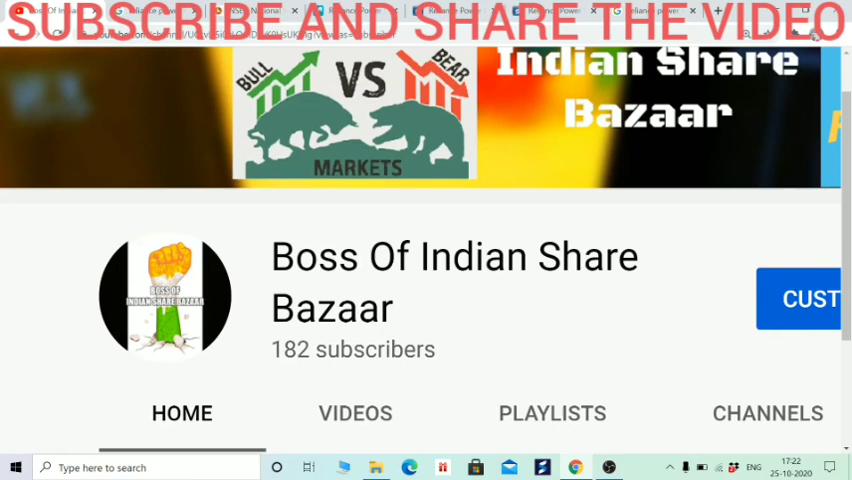 SUBSCRIBE AND SHARE THE VIDEO
BULL VS BEAR
MARKETS
Indian Share
Bazaar
BOSS OF
INDIAN SHARE BAZAAR
Boss Of Indian Share
Bazaar
182 subscribers
CUST
HOME VIDEOS PLAYLISTS CHANNELS
Type here to search
ENG
17:22
25-10-2020